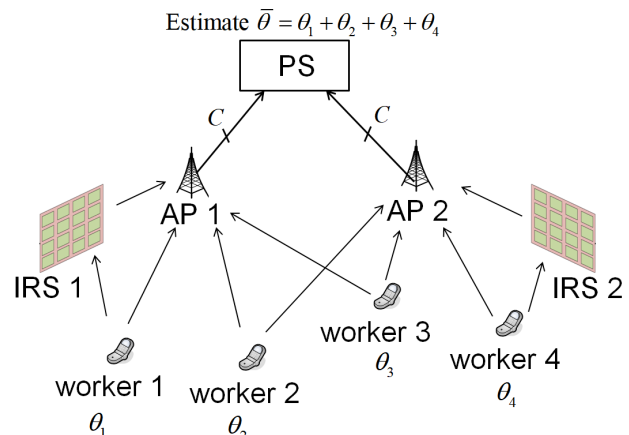 Estimate θ̄ = θ₁ + θ₂ + θ₃ + θ₄
PS
C C
AP 1 AP 2
IRS 1 IRS 2
worker 3
θ₃
worker 1 worker 2 worker 4
θ₁ θ₂ θ₄